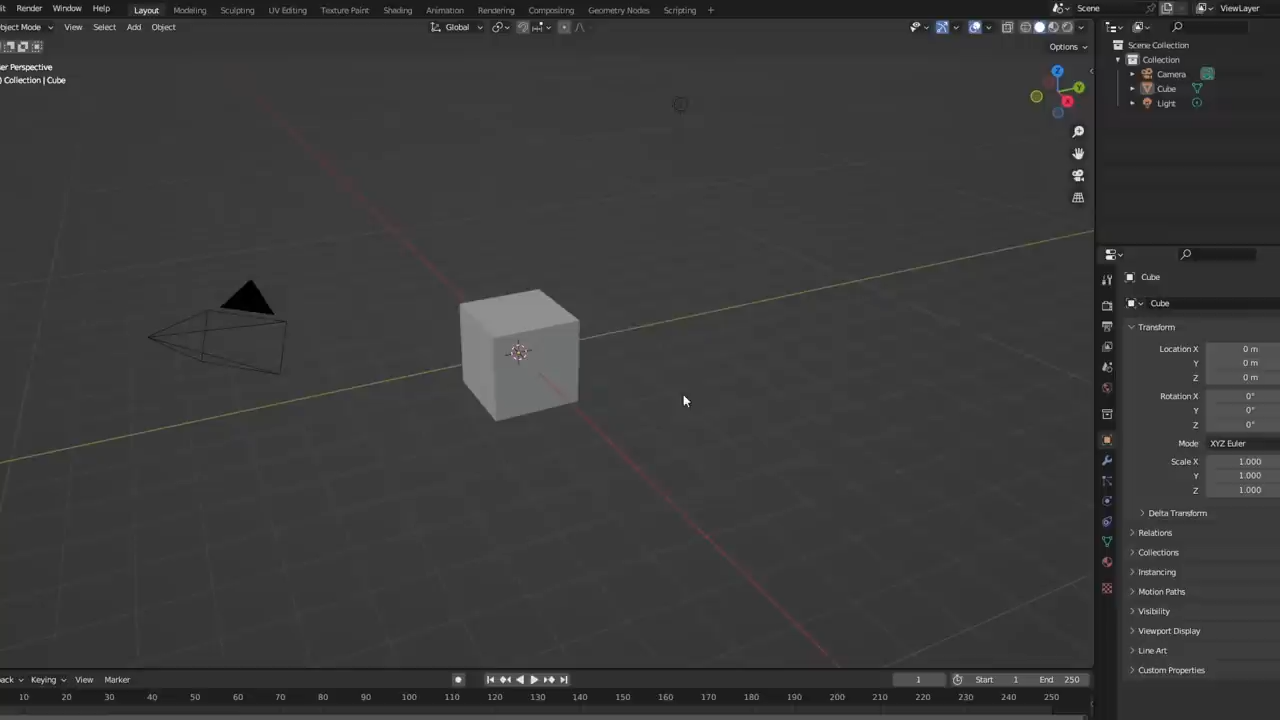 Render Window Help Layout Modeling Sculpting UV Editing Texture Paint Shading Animation Rendering Compositing Geometry Nodes Scripting + Scene ViewLayer
Object Mode View Select Add Object Global
Options
User Perspective
Collection | Cube
Z
Y
X
Scene Collection
Collection
Camera
Cube
Light
Cube
Cube
Transform
Location X 0 m
Y 0 m
Z 0 m
Rotation X 0°
Y 0°
Z 0°
Mode XYZ Euler
Scale X 1.000
Y 1.000
Z 1.000
Delta Transform
Relations
Collections
Instancing
Motion Paths
Visibility
Viewport Display
Line Art
Custom Properties
back Keying View Marker 1 Start 1 End 250
10 20 30 40 50 60 70 80 90 100 110 120 130 140 150 160 170 180 190 200 210 220 230 240 250